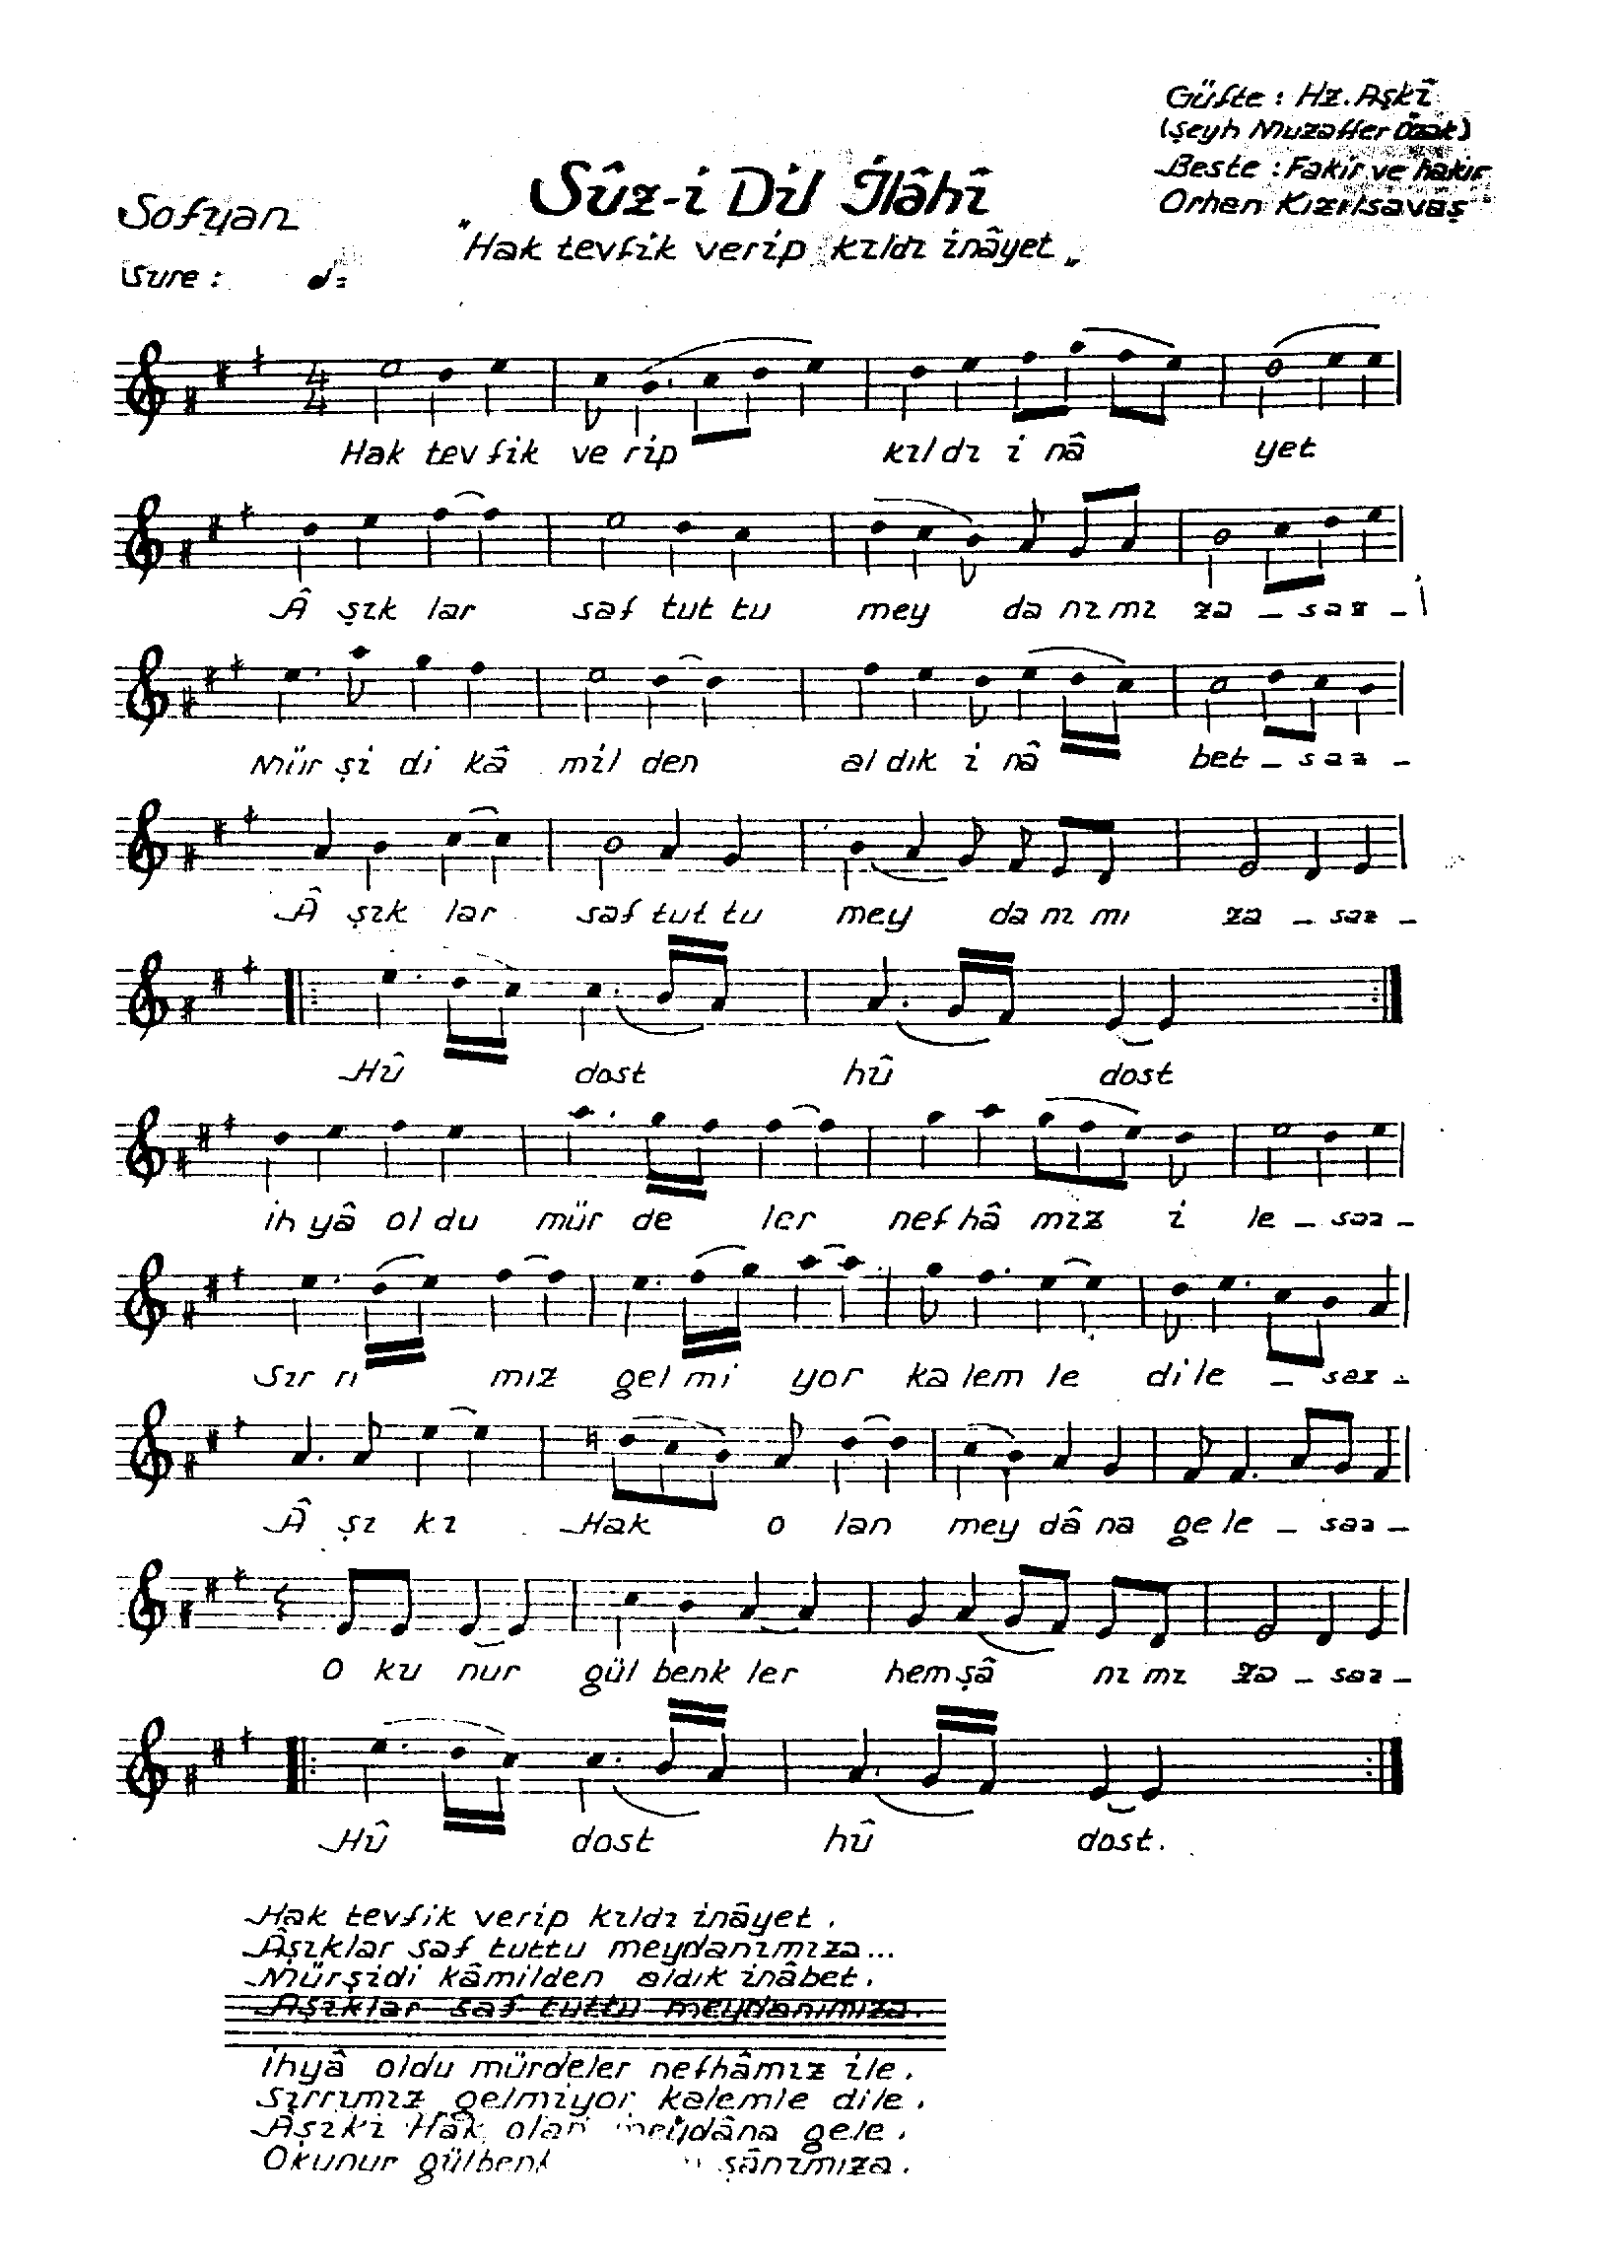 Güfte : Hz. Aşkî
(Şeyh Muzaffer Özak)
Beste : Fakir ve hakir
Orhan Kızılsavaş
Sûz-i Dil İlâhî
Sofyan
"Hak tevfik verip kıldı inâyet"
Sure : ♩=
4
4
Hak tev fik ve rip kıl dı i nâ yet
Â şık lar saf tut tu mey da nı mı za _ saz _
Mür şi di kâ mil den al dık i nâ bet _ saz _
Â şık lar saf tut tu mey da nı mı za _ saz _
Hû dost hû dost
ih yâ ol du mür de ler nef hâ mız i le _ saz _
Sır rı mız gel mi yor ka lem le di le _ saz _
Â şı kı Hak o lan mey dâ na ge le _ saz _
O ku nur gül benk ler hem şâ nı mı za _ saz _
Hû dost hû dost.
Hak tevfik verip kıldı inâyet .
Âşıklar saf tuttu meydanımıza...
Mürşidi kâmilden aldık inâbet .
Aşıklar saf tuttu meydanımıza .
ihyâ oldu mürdeler nefhâmız ile .
Sırrımız gelmiyor kalemle dile .
Âşıkı Hak olan meydâna gele .
Okunur şânımıza .